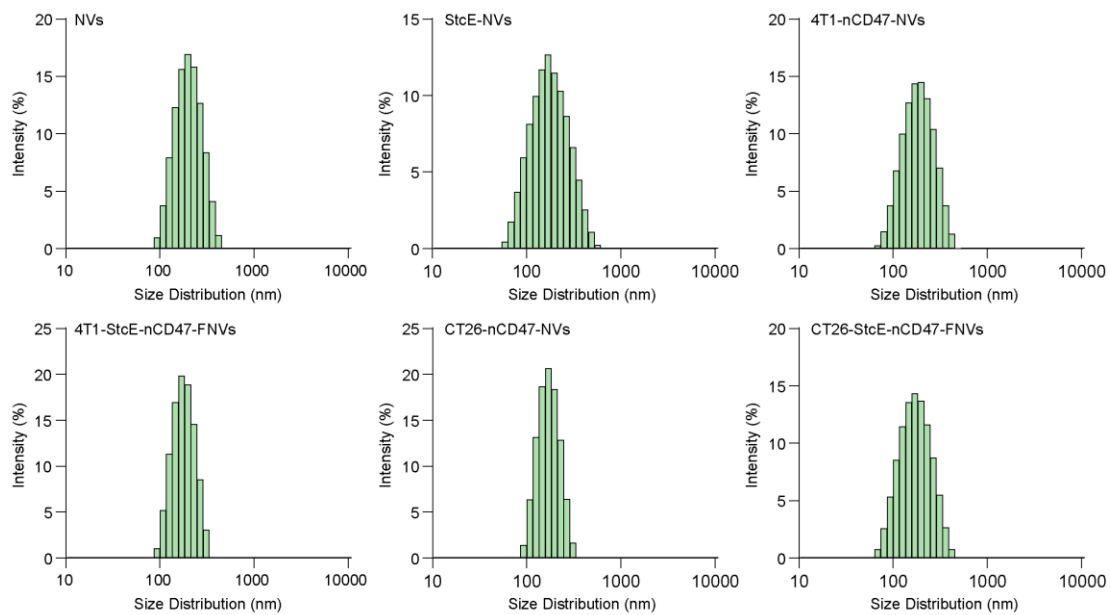 NVs
20
15
10
5
0
Intensity (%)
10 100 1000 10000
Size Distribution (nm)
StcE-NVs
15
10
5
0
Intensity (%)
10 100 1000 10000
Size Distribution (nm)
4T1-nCD47-NVs
20
15
10
5
0
Intensity (%)
10 100 1000 10000
Size Distribution (nm)
4T1-StcE-nCD47-FNVs
25
20
15
10
5
0
Intensity (%)
10 100 1000 10000
Size Distribution (nm)
CT26-nCD47-NVs
25
20
15
10
5
0
Intensity (%)
10 100 1000 10000
Size Distribution (nm)
CT26-StcE-nCD47-FNVs
20
15
10
5
0
Intensity (%)
10 100 1000 10000
Size Distribution (nm)